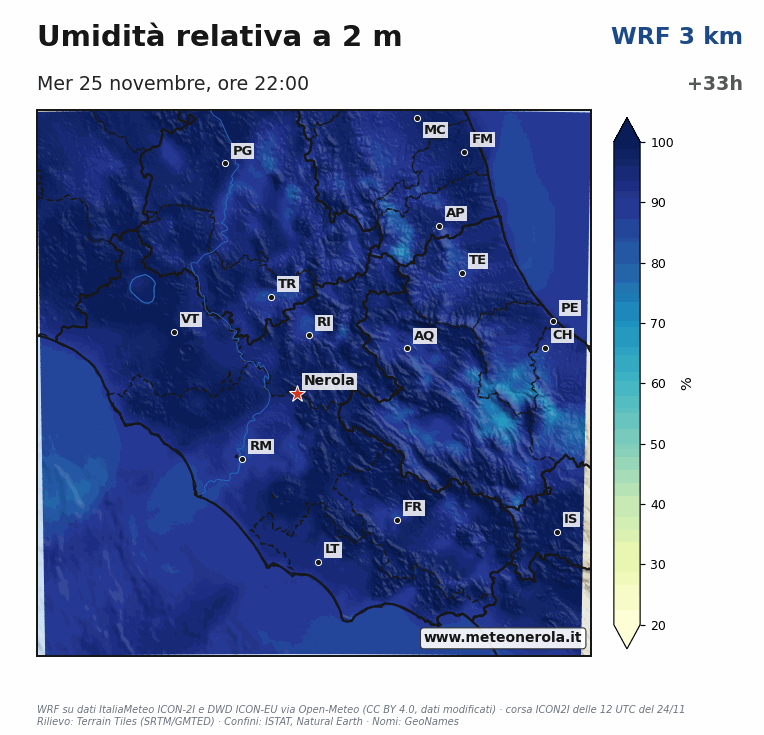 Umidità relativa a 2 m
WRF 3 km
Mer 25 novembre, ore 22:00
+33h
MC
FM
PG
AP
TE
TR
PE
VT
RI
AQ
CH
Nerola
RM
FR
IS
LT
www.meteonerola.it
100
90
80
70
60
50
40
30
20
%
WRF su dati ItaliaMeteo ICON-2I e DWD ICON-EU via Open-Meteo (CC BY 4.0, dati modificati) · corsa ICON2I delle 12 UTC del 24/11
Rilievo: Terrain Tiles (SRTM/GMTED) · Confini: ISTAT, Natural Earth · Nomi: GeoNames